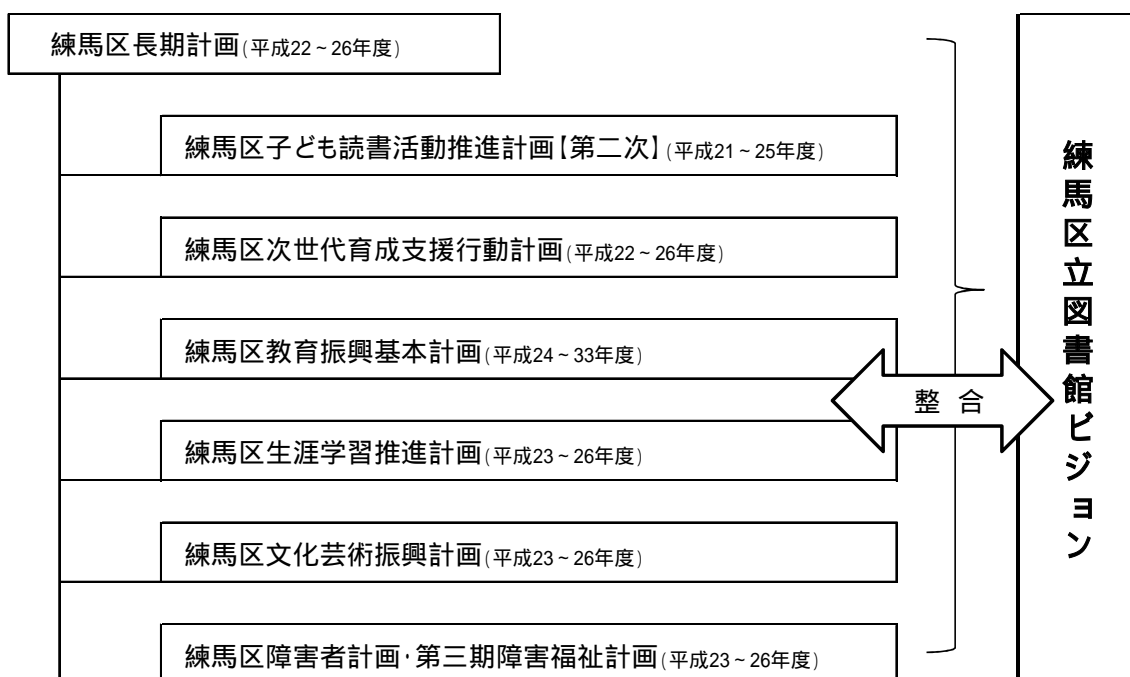 練馬区長期計画(平成22~26年度)
練馬区子ども読書活動推進計画【第二次】(平成21~25年度)
練馬区次世代育成支援行動計画(平成22~26年度)
練馬区教育振興基本計画(平成24~33年度)
整 合
練馬区生涯学習推進計画(平成23~26年度)
練馬区文化芸術振興計画(平成23~26年度)
練馬区障害者計画・第三期障害福祉計画(平成23~26年度)
練馬区立図書館ビジョン